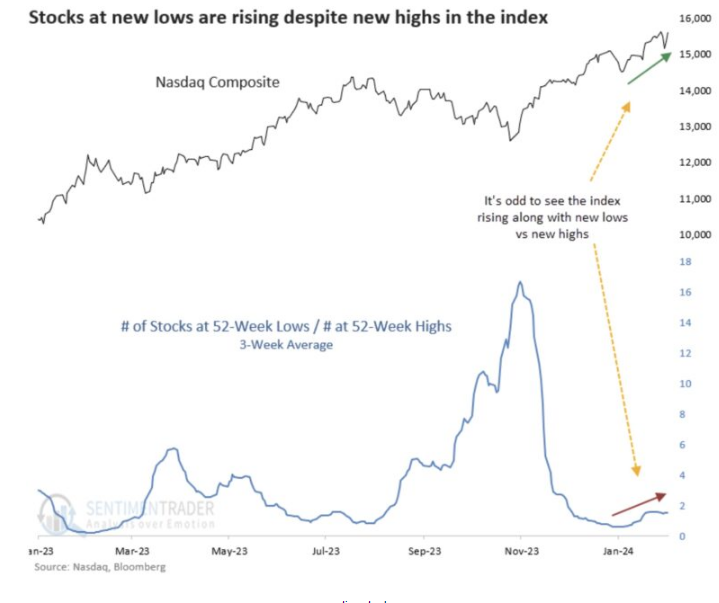 Stocks at new lows are rising despite new highs in the index
16,000
Nasdaq Composite
15,000
14,000
13,000
12,000
It's odd to see the index
rising along with new lows
vs new highs
11,000
10,000
18
16
# of Stocks at 52-Week Lows / # at 52-Week Highs
3-Week Average
14
12
10
8
6
4
2
0
SENTIMENTRADER
Analysis over Emotion
an-23 Mar-23 May-23 Jul-23 Sep-23 Nov-23 Jan-24
Source: Nasdaq, Bloomberg